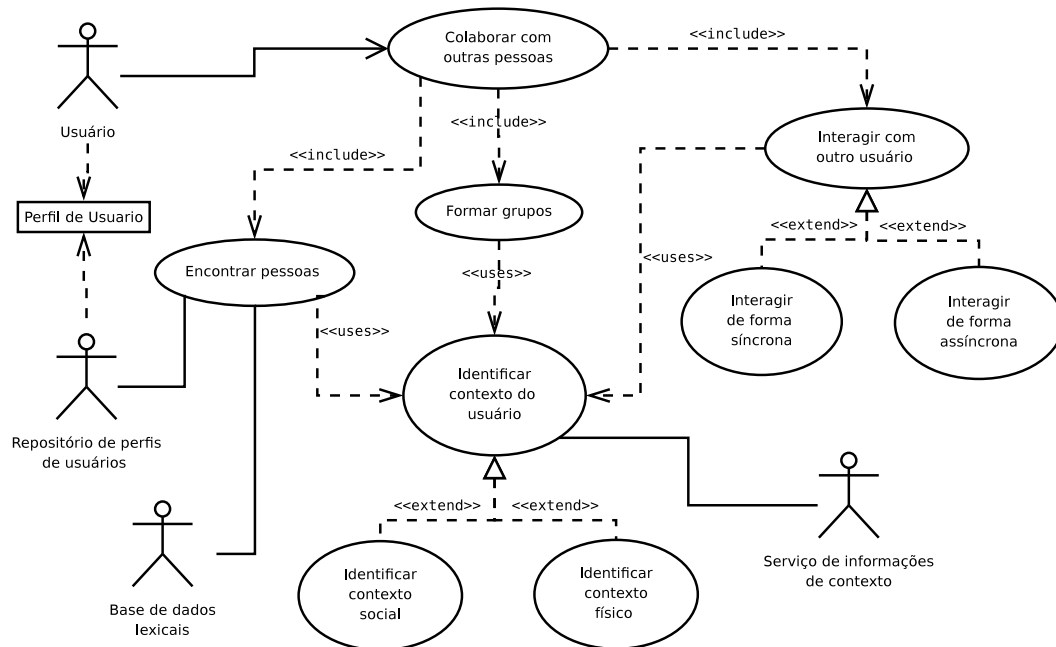 Colaborar com
outras pessoas
<<include>>
Usuário
<<include>>
Interagir com
outro usuário
<<include>>
Perfil de Usuario
Formar grupos
<<extend>>
<<extend>>
Encontrar pessoas
<<uses>>
<<uses>>
Interagir
de forma
síncrona
Interagir
de forma
assíncrona
<<uses>>
Identificar
contexto do
usuário
Repositório de perfis
de usuários
<<extend>>
<<extend>>
Serviço de informações
de contexto
Identificar
contexto
social
Identificar
contexto
físico
Base de dados
lexicais